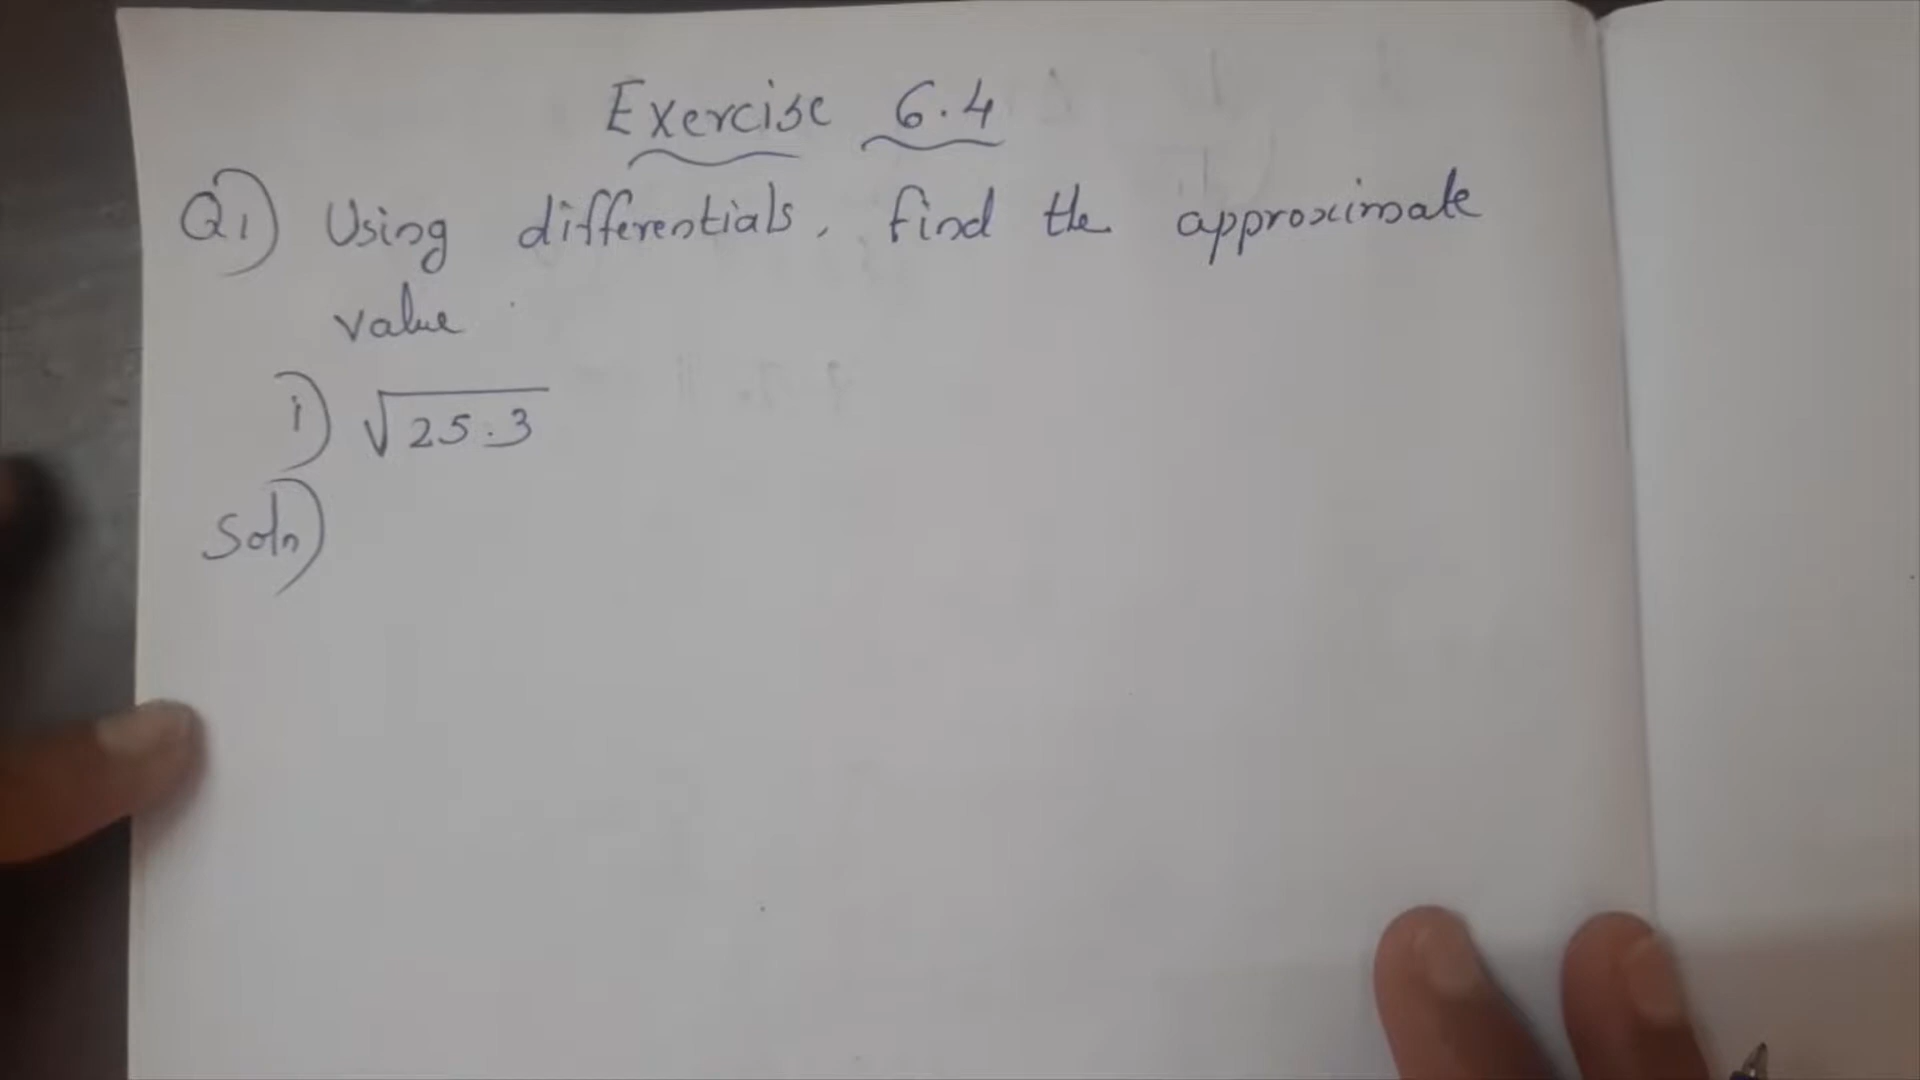 Exercise 6.4
Q1) Using differentials, find the approximate
value
i) √25.3
Soln)